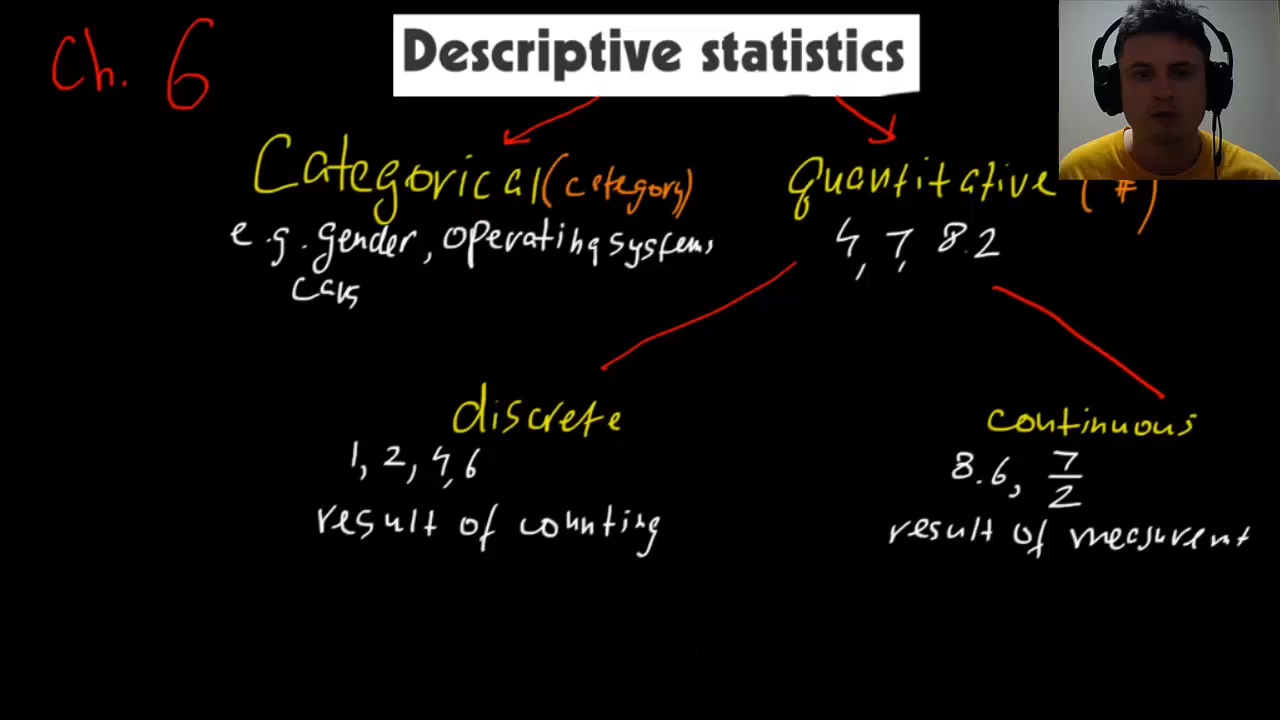 Ch. 6
Descriptive statistics
Categorical (category)
quantitative (#)
e.g. gender, operating systems,
cars
4, 7, 8.2
discrete
continuous
1, 2, 4, 6
8.6, 7/2
result of counting
result of measurent